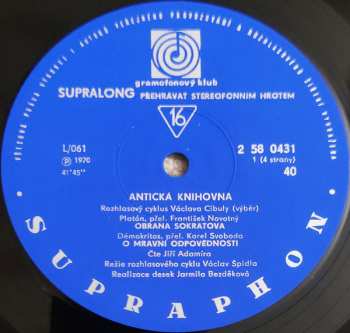 gramofonový klub
SUPRALONG PŘEHRÁVAT STEREOFONNÍM HROTEM
16
L/061
℗ 1970
41'45"
2 58 0431
1 (4 strany)
40
ANTICKÁ KNIHOVNA
Rozhlasový cyklus Václava Cibuly (výběr)
Platón, přel. František Novotný
OBRANA SOKRATOVA
Démokritos, přel. Karel Svoboda
O MRAVNÍ ODPOVĚDNOSTI
Čte Jiří Adamíra
Režie rozhlasového cyklu Václav Špidla
Realizace desek Jarmila Bezděková
SUPRAPHON